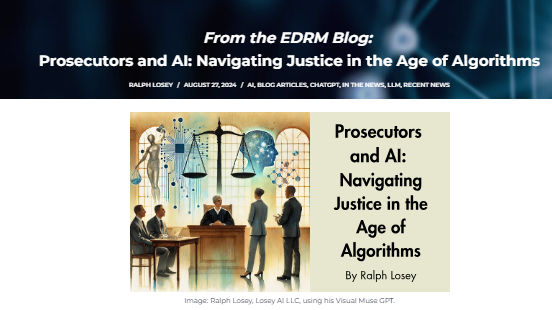 From the EDRM Blog:
Prosecutors and AI: Navigating Justice in the Age of Algorithms
RALPH LOSEY / AUGUST 27, 2024 / AI, BLOG ARTICLES, CHATGPT, IN THE NEWS, LLM, RECENT NEWS
Prosecutors
and AI:
Navigating
Justice in the
Age of
Algorithms
By Ralph Losey
Image: Ralph Losey, Losey AI LLC, using his Visual Muse GPT.